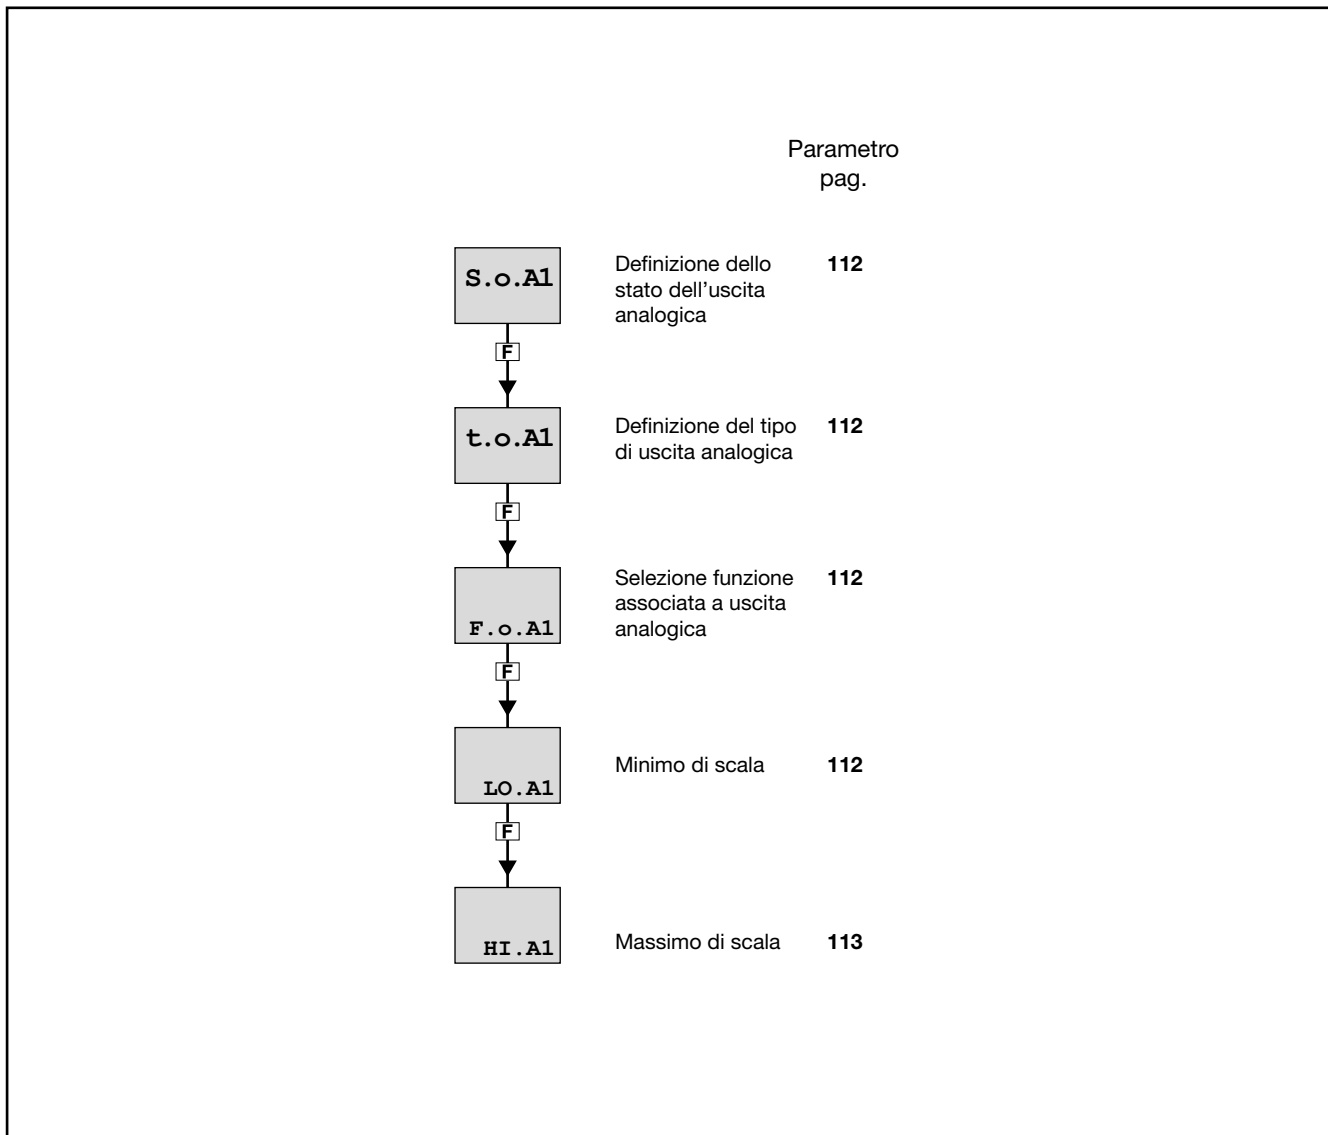 Parametro
pag.
S.o.A1
Definizione dello
stato dell'uscita
analogica
112
F
t.o.A1
Definizione del tipo
di uscita analogica
112
F
F.o.A1
Selezione funzione
associata a uscita
analogica
112
F
LO.A1
Minimo di scala
112
F
HI.A1
Massimo di scala
113